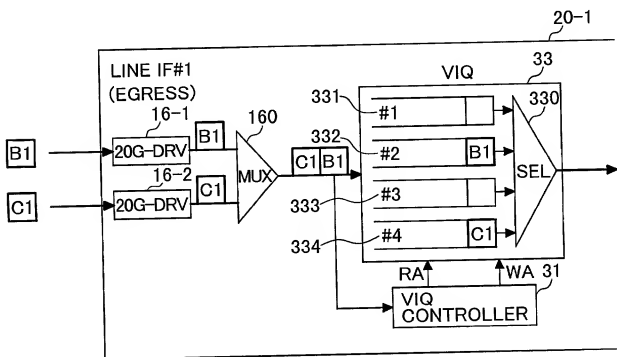 20-1
LINE IF#1
(EGRESS)
16-1
B1
20G-DRV
B1
16-2
C1
20G-DRV
C1
160
MUX
C1 B1
VIQ
33
331
#1
330
332
#2
B1
SEL
333
#3
334
#4
C1
RA
WA
31
VIQ
CONTROLLER